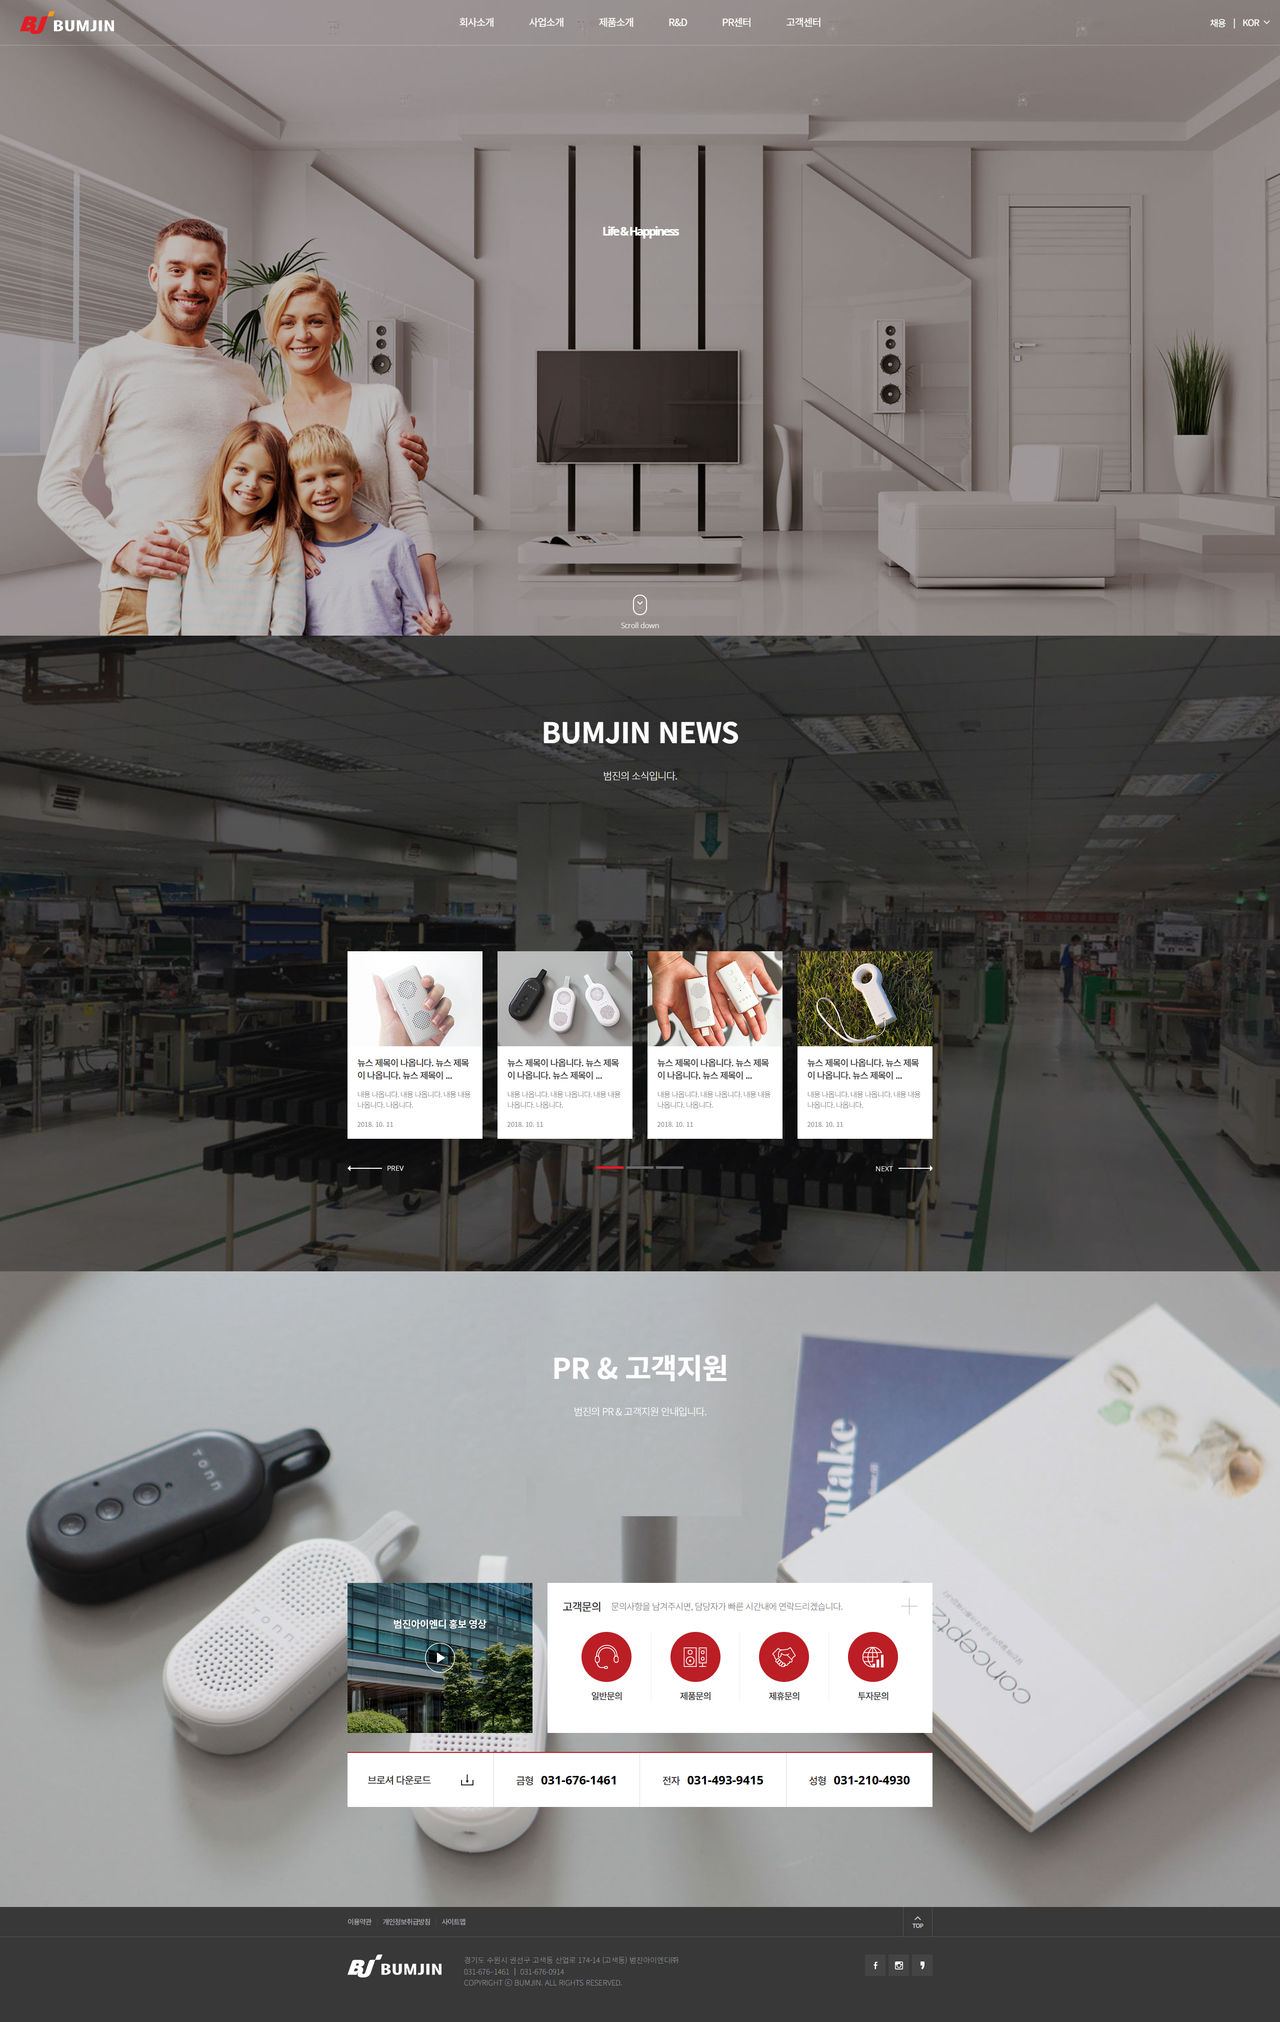 BUMJIN
회사소개
사업소개
제품소개
R&D
PR센터
고객센터
채용 | KOR
Life & Happiness
Scroll down
BUMJIN NEWS
범진의 소식입니다.
뉴스 제목이 나옵니다. 뉴스 제목
이 나옵니다. 뉴스 제목이 ...
내용 나옵니다. 내용 나옵니다. 내용 내용
나옵니다. 나옵니다.
2018. 10. 11
뉴스 제목이 나옵니다. 뉴스 제목
이 나옵니다. 뉴스 제목이 ...
내용 나옵니다. 내용 나옵니다. 내용 내용
나옵니다. 나옵니다.
2018. 10. 11
뉴스 제목이 나옵니다. 뉴스 제목
이 나옵니다. 뉴스 제목이 ...
내용 나옵니다. 내용 나옵니다. 내용 내용
나옵니다. 나옵니다.
2018. 10. 11
뉴스 제목이 나옵니다. 뉴스 제목
이 나옵니다. 뉴스 제목이 ...
내용 나옵니다. 내용 나옵니다. 내용 내용
나옵니다. 나옵니다.
2018. 10. 11
PREV
NEXT
PR & 고객지원
범진의 PR & 고객지원 안내입니다.
intake
concepts
범진아이엔디 홍보 영상
고객문의 문의사항을 남겨주시면, 담당자가 빠른 시간내에 연락드리겠습니다.
일반문의
제품문의
제휴문의
투자문의
브로셔 다운로드
금형 031-676-1461
전자 031-493-9415
성형 031-210-4930
이용약관
개인정보취급방침
사이트맵
TOP
BUMJIN
경기도 수원시 권선구 고색동 산업로 174-14 (고색동) 범진아이엔디㈜
031-676-1461 | 031-676-0914
COPYRIGHT ⓒ BUMJIN. ALL RIGHTS RESERVED.